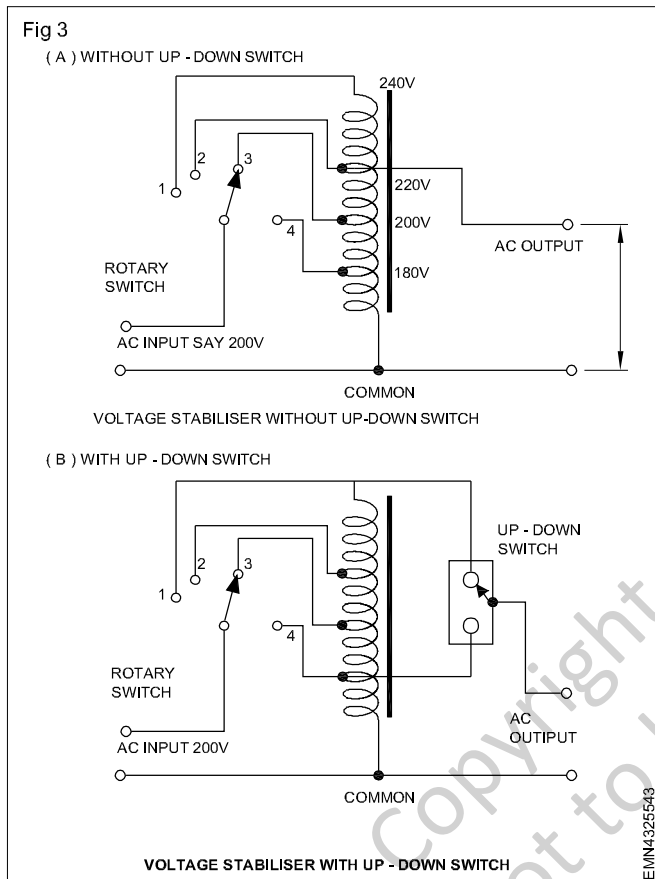 Fig 3
( A ) WITHOUT UP - DOWN SWITCH
240V
2
3
1
220V
4
200V
AC OUTPUT
ROTARY
SWITCH
180V
AC INPUT SAY 200V
COMMON
VOLTAGE STABILISER WITHOUT UP-DOWN SWITCH
( B ) WITH UP - DOWN SWITCH
UP - DOWN
SWITCH
2
3
1
4
ROTARY
SWITCH
AC
OUTIPUT
AC INPUT 200V
COMMON
VOLTAGE STABILISER WITH UP - DOWN SWITCH
EMN4325543
Copyright